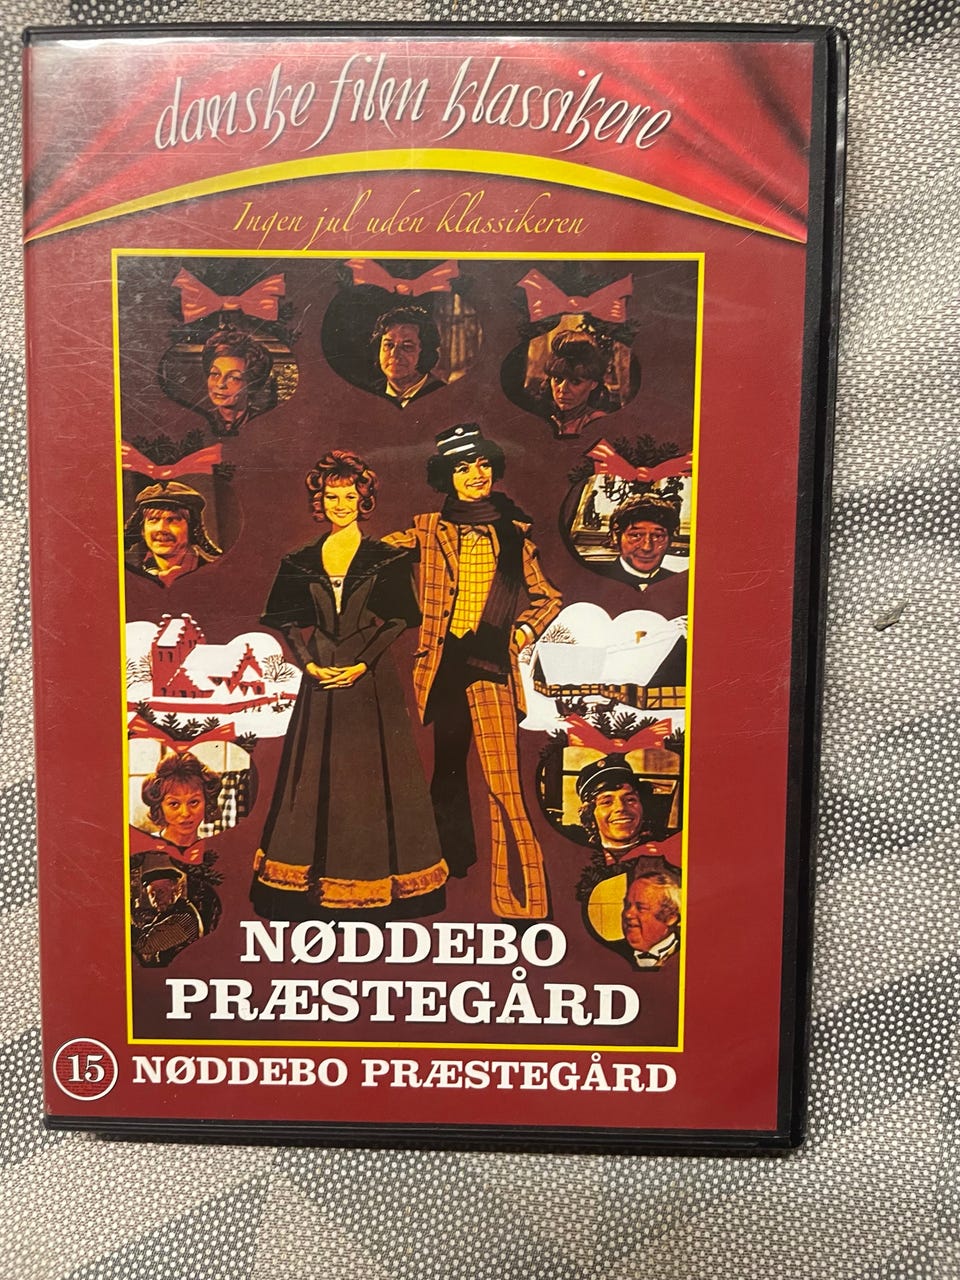 danske film klassikere
Ingen jul uden klassikeren
NØDDEBO
PRÆSTEGÅRD
15 NØDDEBO PRÆSTEGÅRD